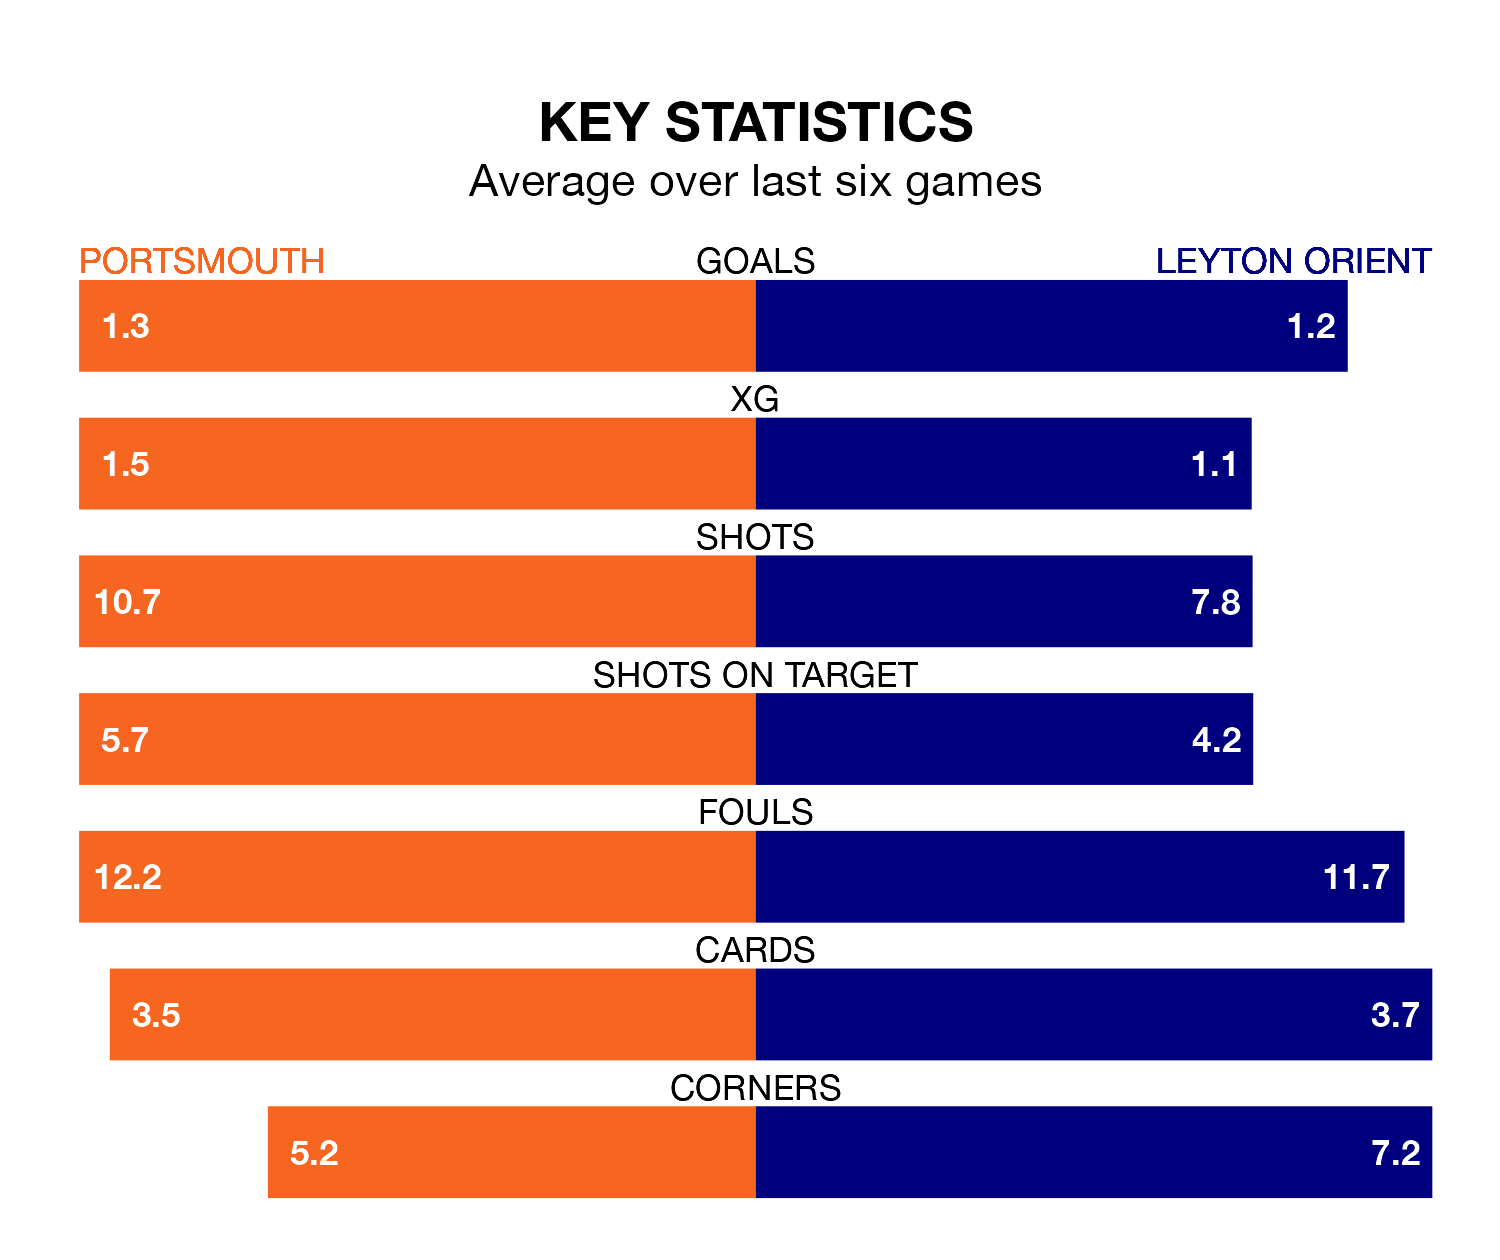 KEY STATISTICS
Average over last six games
PORTSMOUTH GOALS LEYTON ORIENT
1.3 1.2
XG
1.5 1.1
SHOTS
10.7 7.8
SHOTS ON TARGET
5.7 4.2
FOULS
12.2 11.7
CARDS
3.5 3.7
CORNERS
5.2 7.2